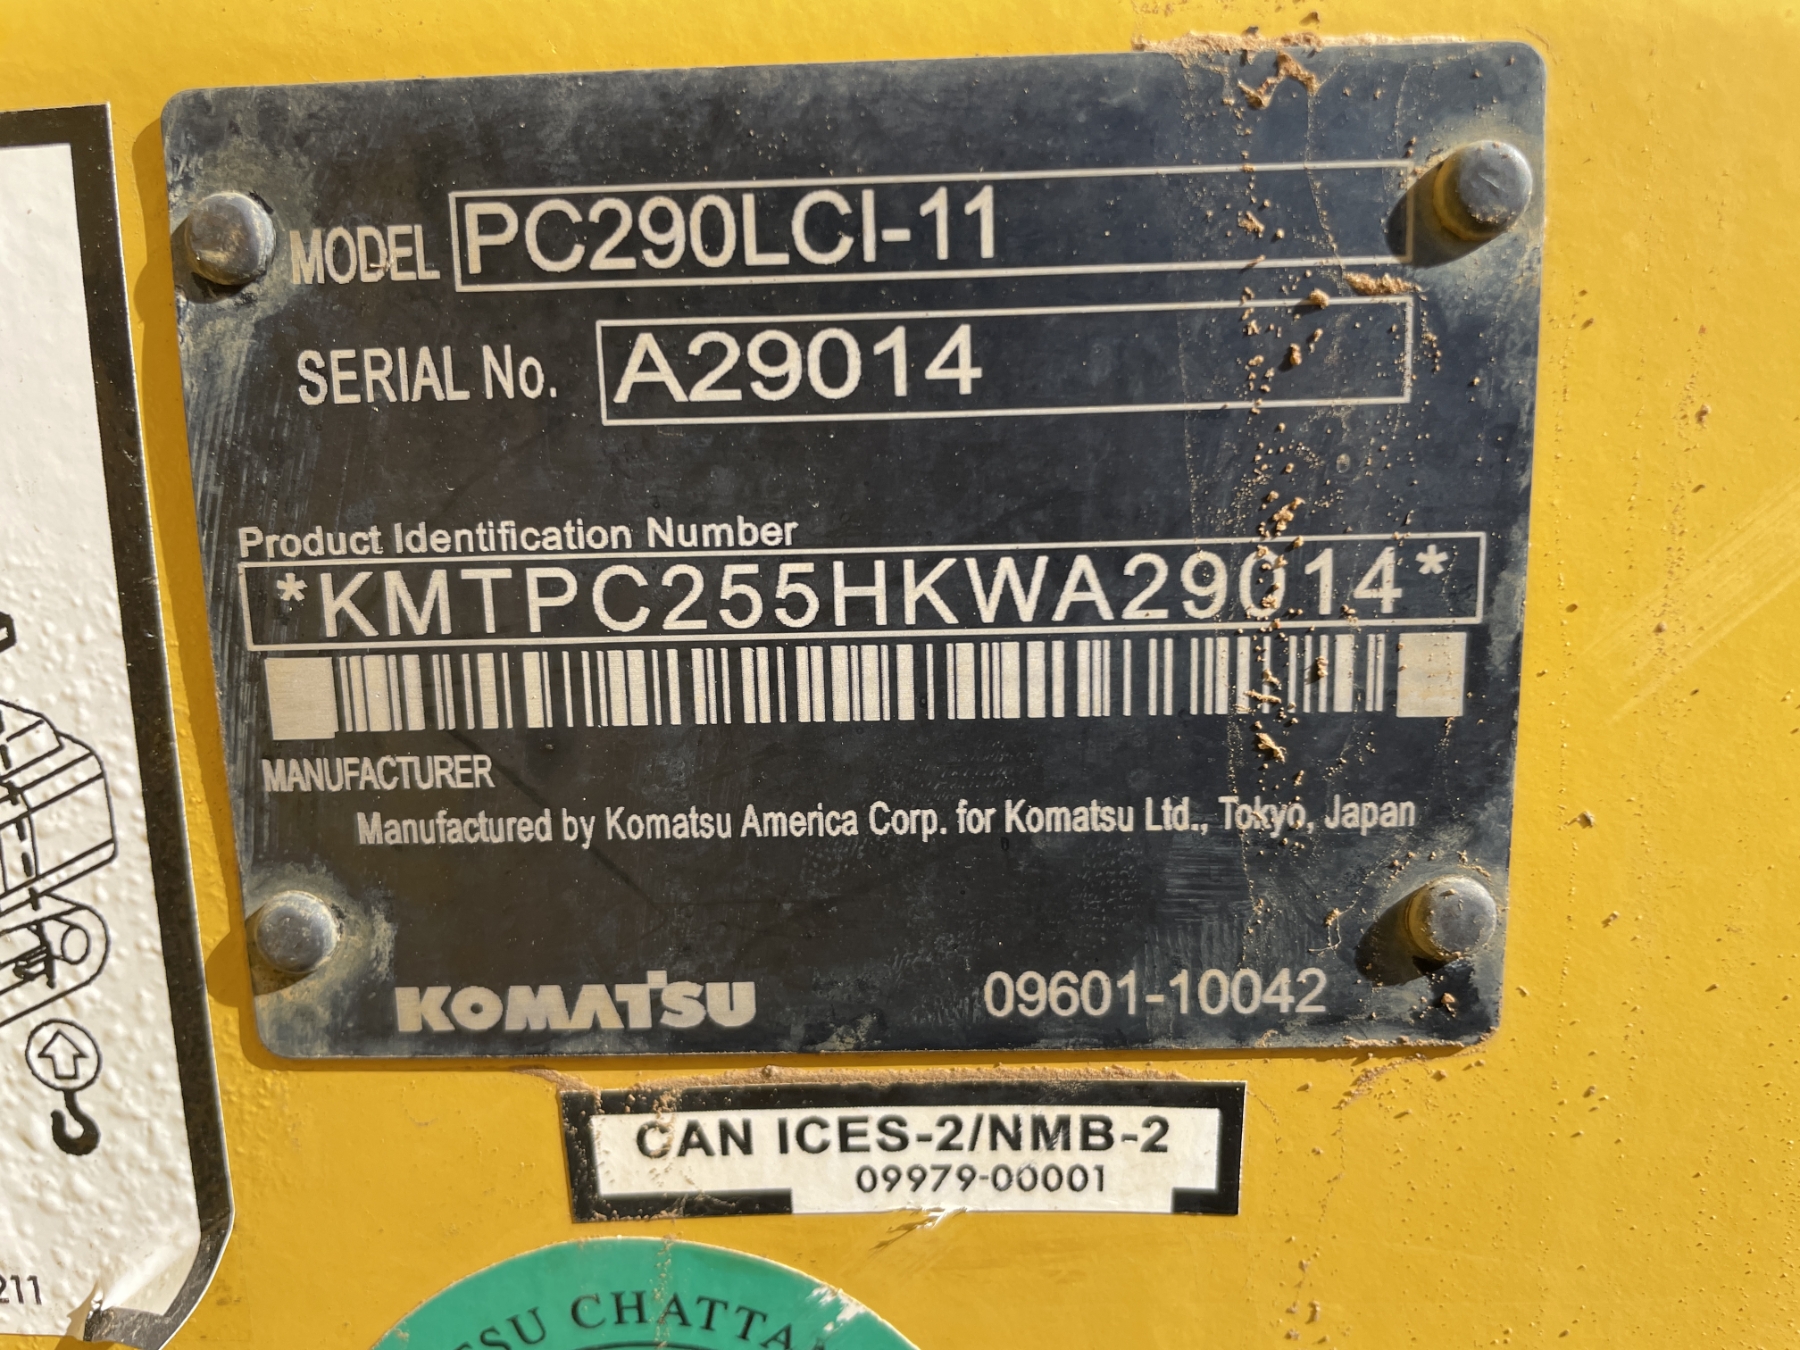 MODEL PC290LCI-11
SERIAL No. A29014
Product Identification Number
*KMTPC255HKWA29014*
MANUFACTURER
Manufactured by Komatsu America Corp. for Komatsu Ltd., Tokyo, Japan
KOMATSU 09601-10042
CAN ICES-2/NMB-2
09979-00001
211